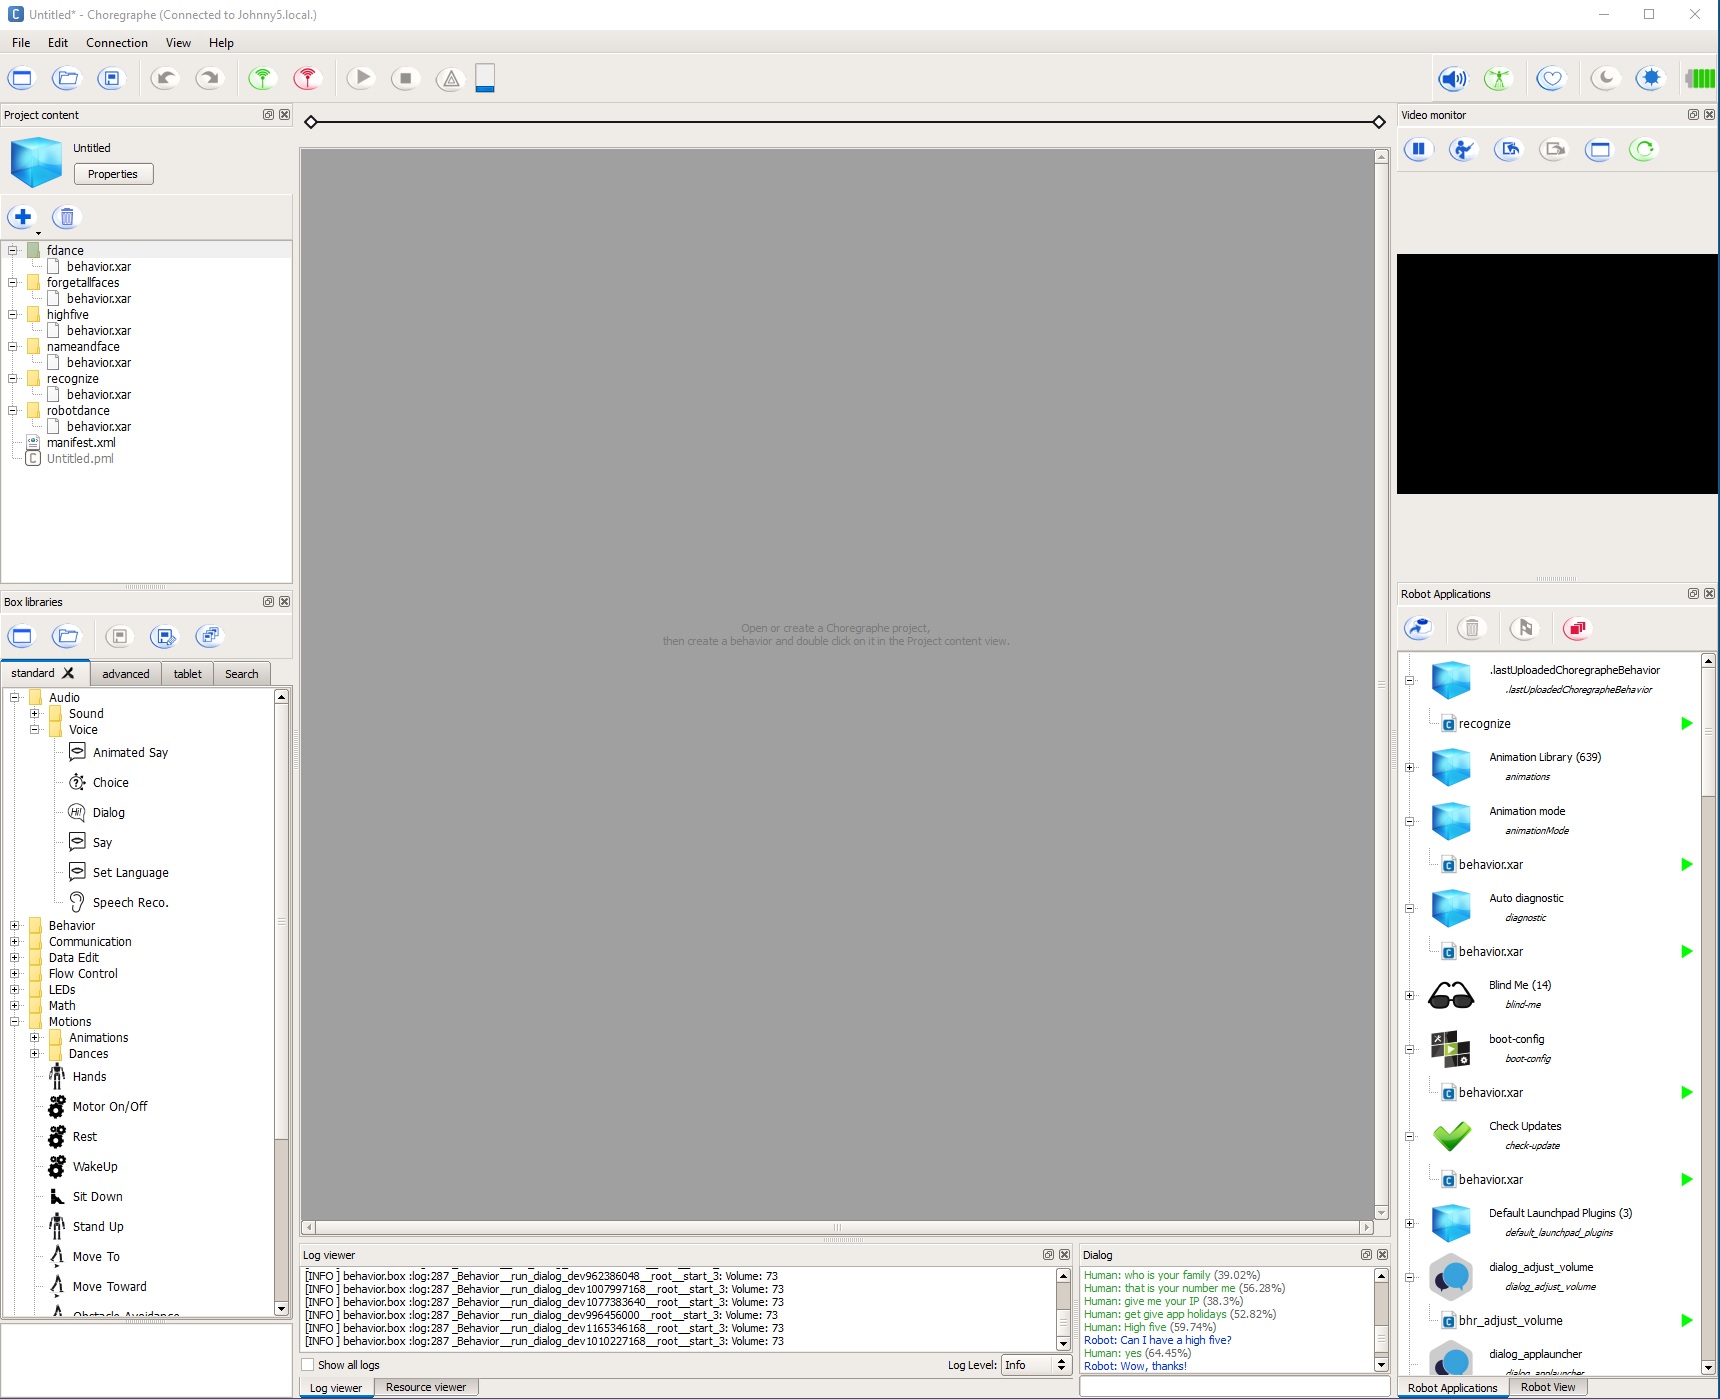 Untitled* - Choregraphe (Connected to Johnny5.local.)
File Edit Connection View Help
Project content
Untitled
Properties
fdance
behavior.xar
forgetallfaces
behavior.xar
highfive
behavior.xar
nameandface
behavior.xar
recognize
behavior.xar
robotdance
behavior.xar
manifest.xml
Untitled.pml
Box libraries
standard advanced tablet Search
Audio
Sound
Voice
Animated Say
Choice
Dialog
Say
Set Language
Speech Reco.
Behavior
Communication
Data Edit
Flow Control
LEDs
Math
Motions
Animations
Dances
Hands
Motor On/Off
Rest
WakeUp
Sit Down
Stand Up
Move To
Move Toward
Obstacle Avoidance
Open or create a Choregraphe project,
then create a behavior and double click on it in the Project content view.
Log viewer
[INFO ] behavior.box :log:287 _Behavior__run_dialog_dev962386048__root__start_3: Volume: 73
[INFO ] behavior.box :log:287 _Behavior__run_dialog_dev1007997168__root__start_3: Volume: 73
[INFO ] behavior.box :log:287 _Behavior__run_dialog_dev1077383640__root__start_3: Volume: 73
[INFO ] behavior.box :log:287 _Behavior__run_dialog_dev996456000__root__start_3: Volume: 73
[INFO ] behavior.box :log:287 _Behavior__run_dialog_dev1165346168__root__start_3: Volume: 73
[INFO ] behavior.box :log:287 _Behavior__run_dialog_dev1010227168__root__start_3: Volume: 73
Show all logs
Log Level: Info
Log viewer Resource viewer
Dialog
Human: who is your family (39.02%)
Human: that is your number me (56.28%)
Human: give me your IP (38.3%)
Human: get give app holidays (52.82%)
Human: High five (59.74%)
Robot: Can I have a high five?
Human: yes (64.45%)
Robot: Wow, thanks!
Video monitor
Robot Applications
.lastUploadedChoregrapheBehavior
.lastUploadedChoregrapheBehavior
recognize
Animation Library (639)
animations
Animation mode
animationMode
behavior.xar
Auto diagnostic
diagnostic
behavior.xar
Blind Me (14)
blind-me
boot-config
boot-config
behavior.xar
Check Updates
check-update
behavior.xar
Default Launchpad Plugins (3)
default_launchpad_plugins
dialog_adjust_volume
dialog_adjust_volume
bhr_adjust_volume
dialog_applauncher
dialog_applauncher
Robot Applications Robot View